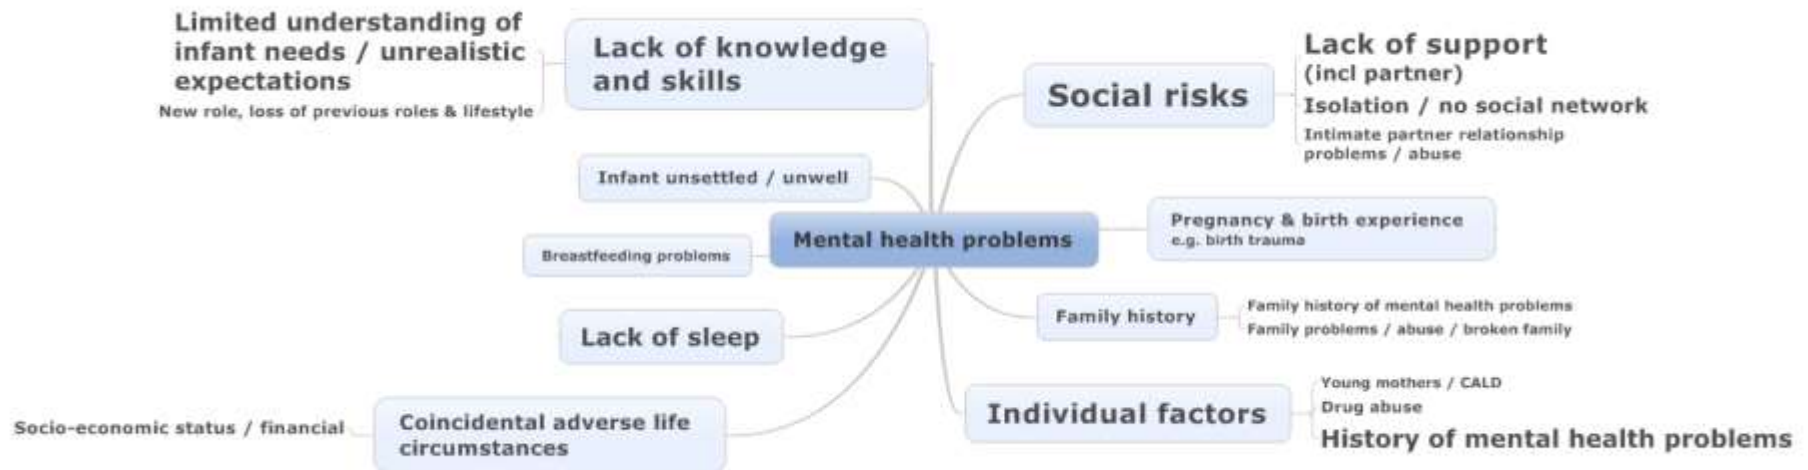 Limited understanding of
infant needs / unrealistic
expectations
New role, loss of previous roles & lifestyle
Lack of knowledge
and skills
Infant unsettled / unwell
Breastfeeding problems
Lack of sleep
Socio-economic status / financial
Coincidental adverse life
circumstances
Mental health problems
Social risks
Lack of support
(incl partner)
Isolation / no social network
Intimate partner relationship
problems / abuse
Pregnancy & birth experience
e.g. birth trauma
Family history
Family history of mental health problems
Family problems / abuse / broken family
Individual factors
Young mothers / CALD
Drug abuse
History of mental health problems